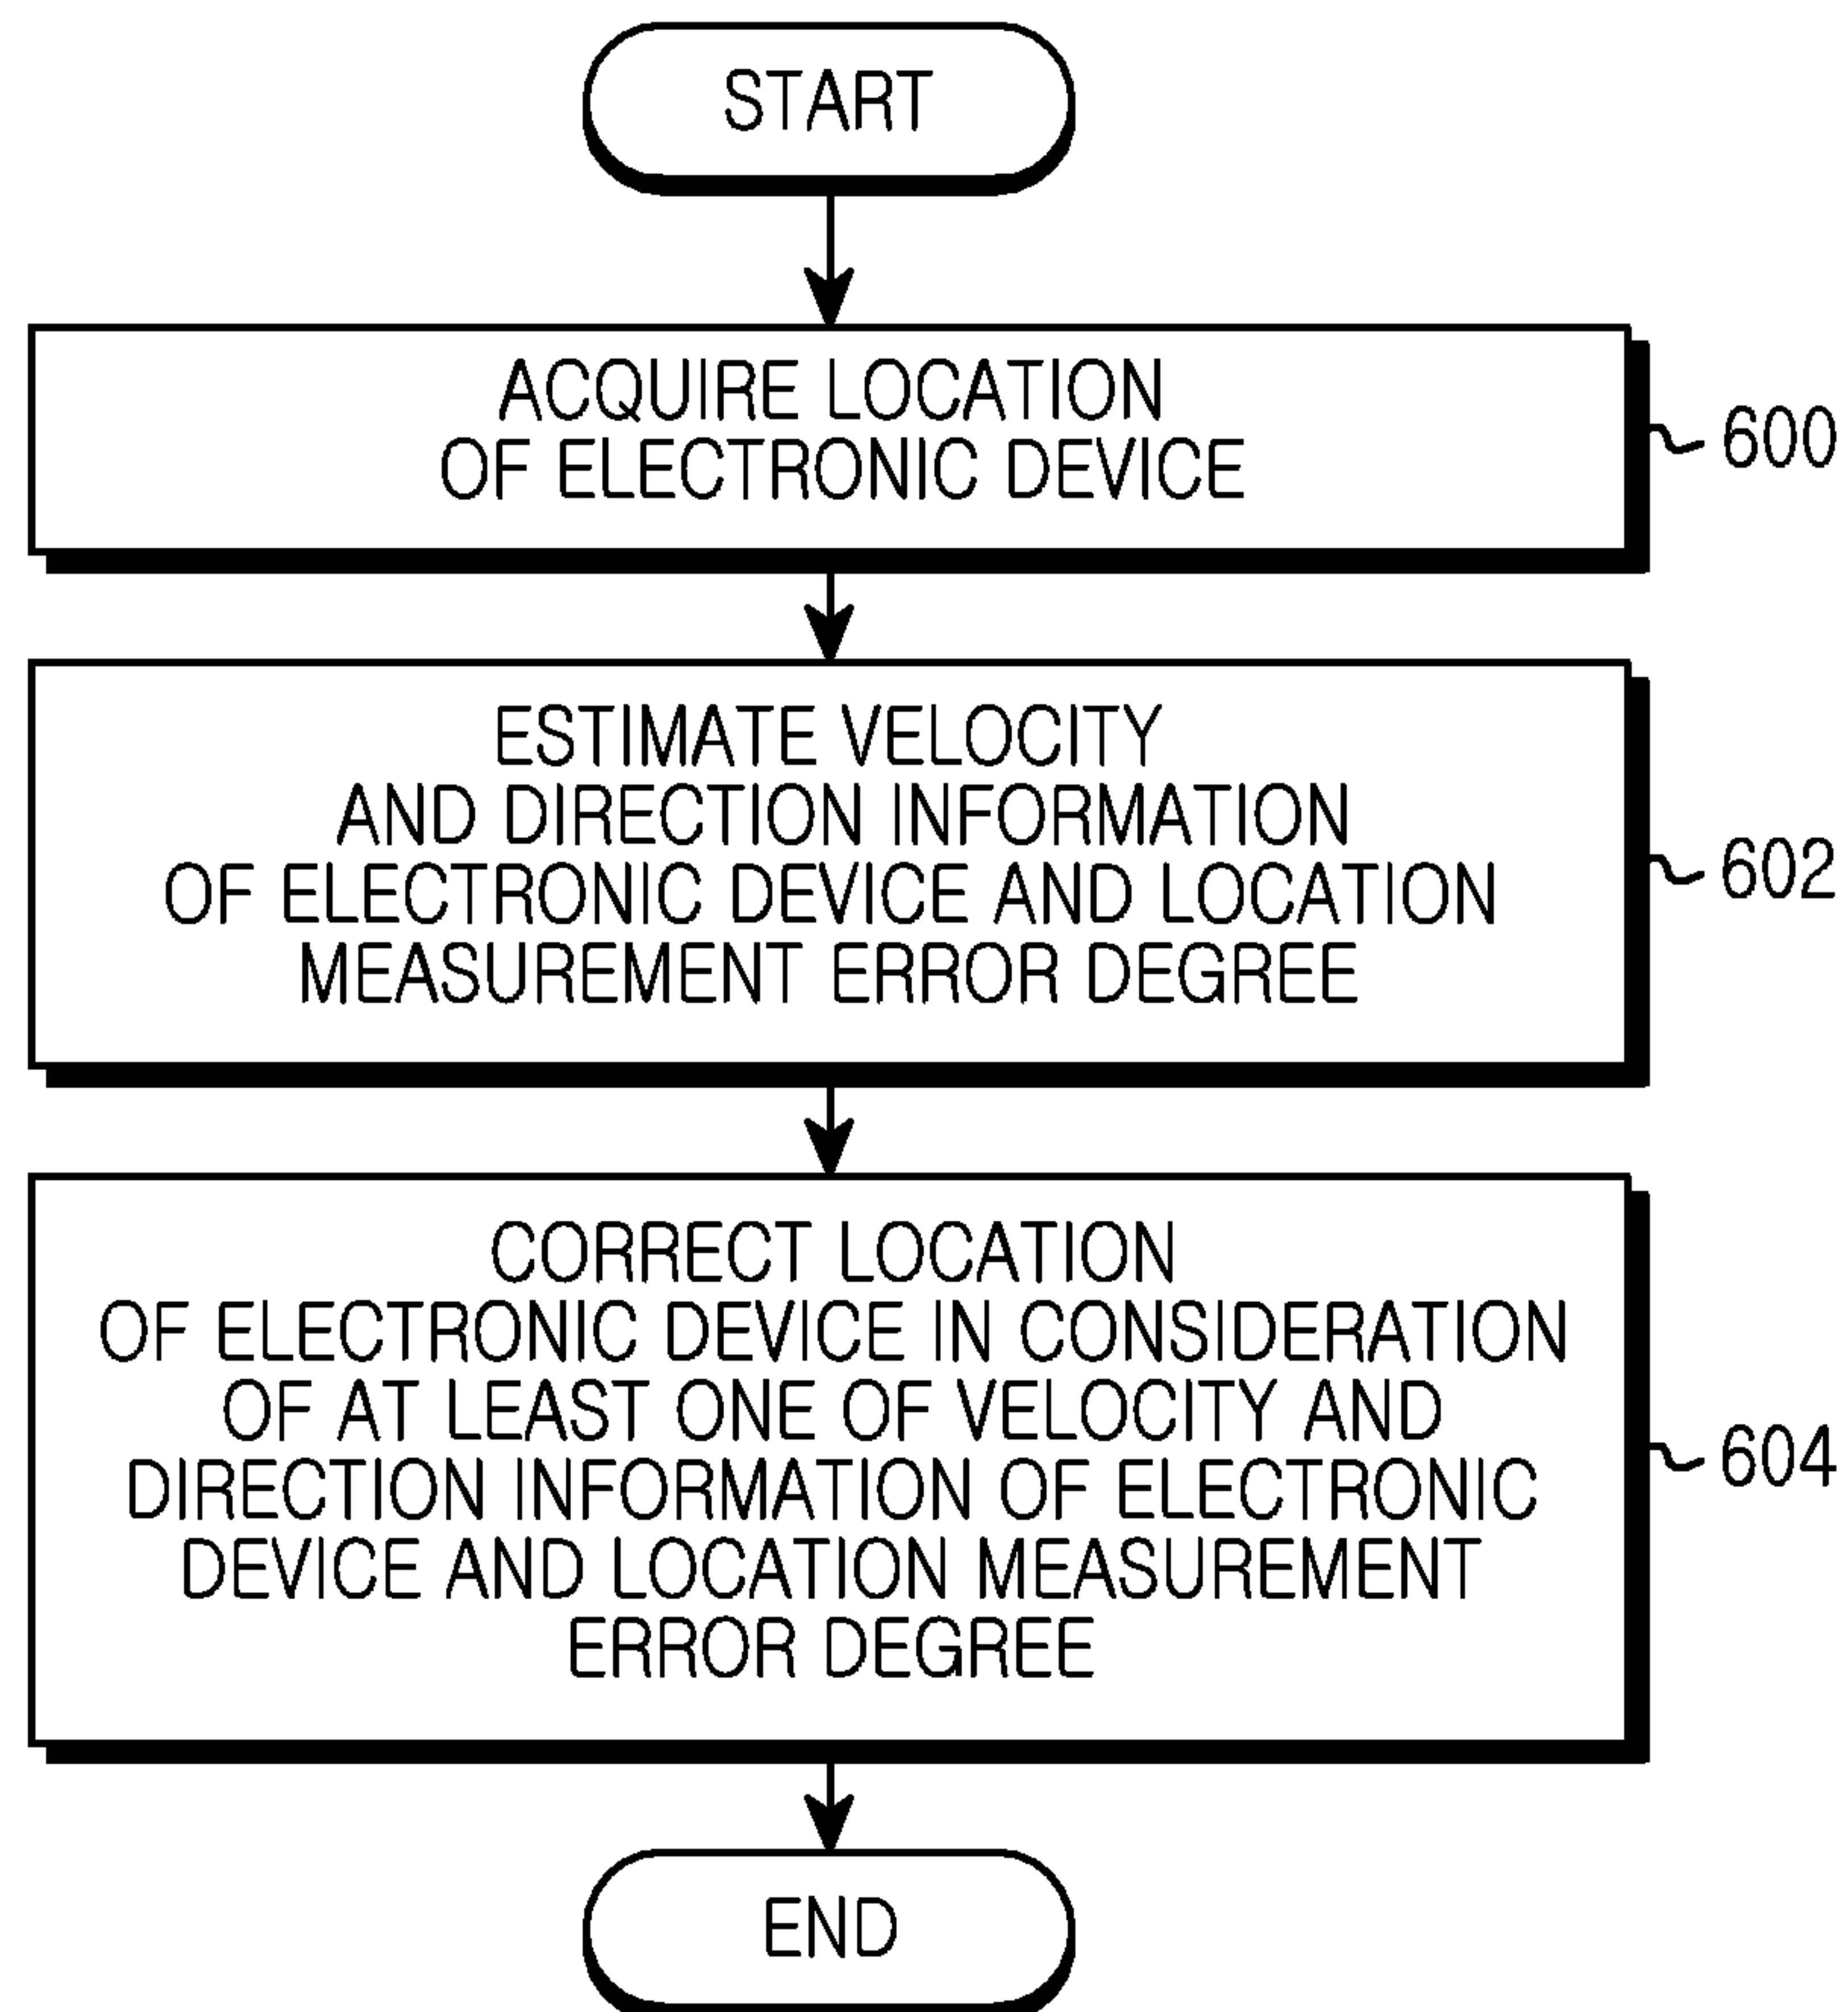 START
ACQUIRE LOCATION
OF ELECTRONIC DEVICE
600
ESTIMATE VELOCITY
AND DIRECTION INFORMATION
OF ELECTRONIC DEVICE AND LOCATION
MEASUREMENT ERROR DEGREE
602
CORRECT LOCATION
OF ELECTRONIC DEVICE IN CONSIDERATION
OF AT LEAST ONE OF VELOCITY AND
DIRECTION INFORMATION OF ELECTRONIC
DEVICE AND LOCATION MEASUREMENT
ERROR DEGREE
604
END